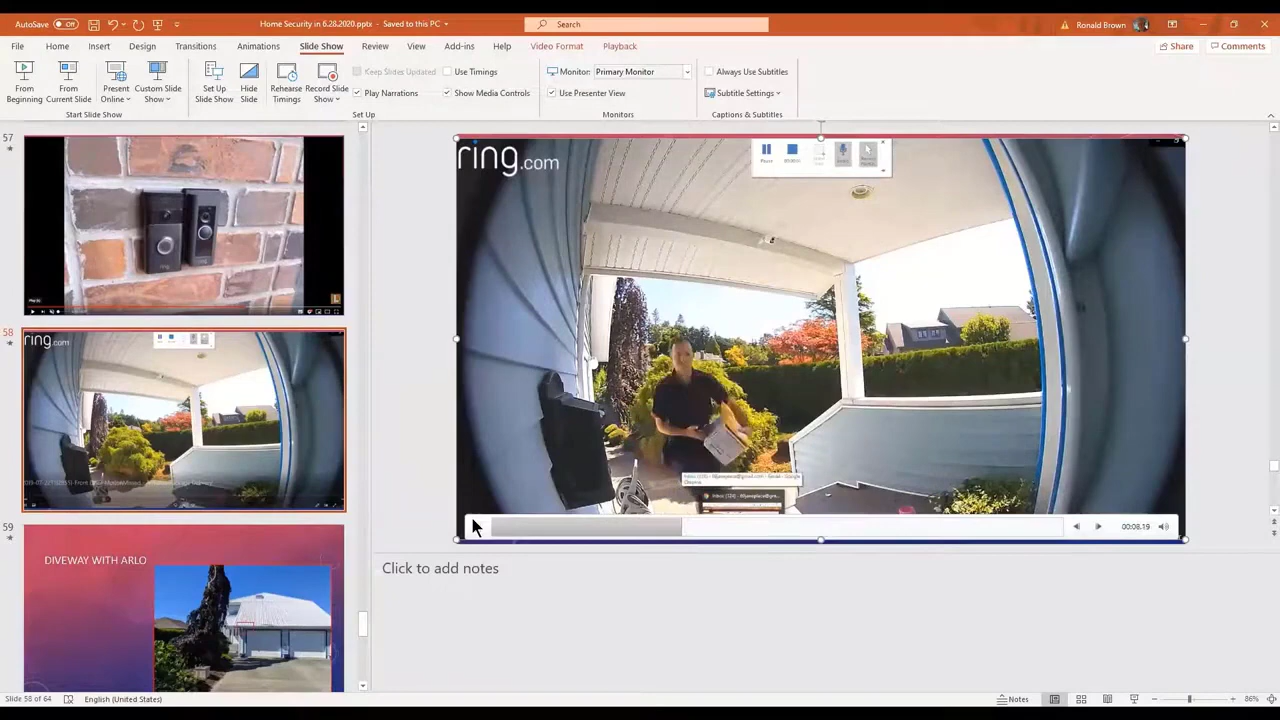 AutoSave Off Home Security in 6.28.2020.pptx - Saved to this PC Search Ronald Brown
File Home Insert Design Transitions Animations Slide Show Review View Add-ins Help Video Format Playback Share Comments
From Beginning
From Current Slide
Present Online
Custom Slide Show
Set Up Slide Show
Hide Slide
Rehearse Timings
Record Slide Show
Keep Slides Updated
Play Narrations
Use Timings
Show Media Controls
Monitor: Primary Monitor
Use Presenter View
Always Use Subtitles
Subtitle Settings
Start Slide Show Set Up Monitors Captions & Subtitles
57
58
ring.com
59
DIVEWAY WITH ARLO
ring.com
Pause
00:08.19
Click to add notes
Slide 58 of 64 English (United States) Notes 86%